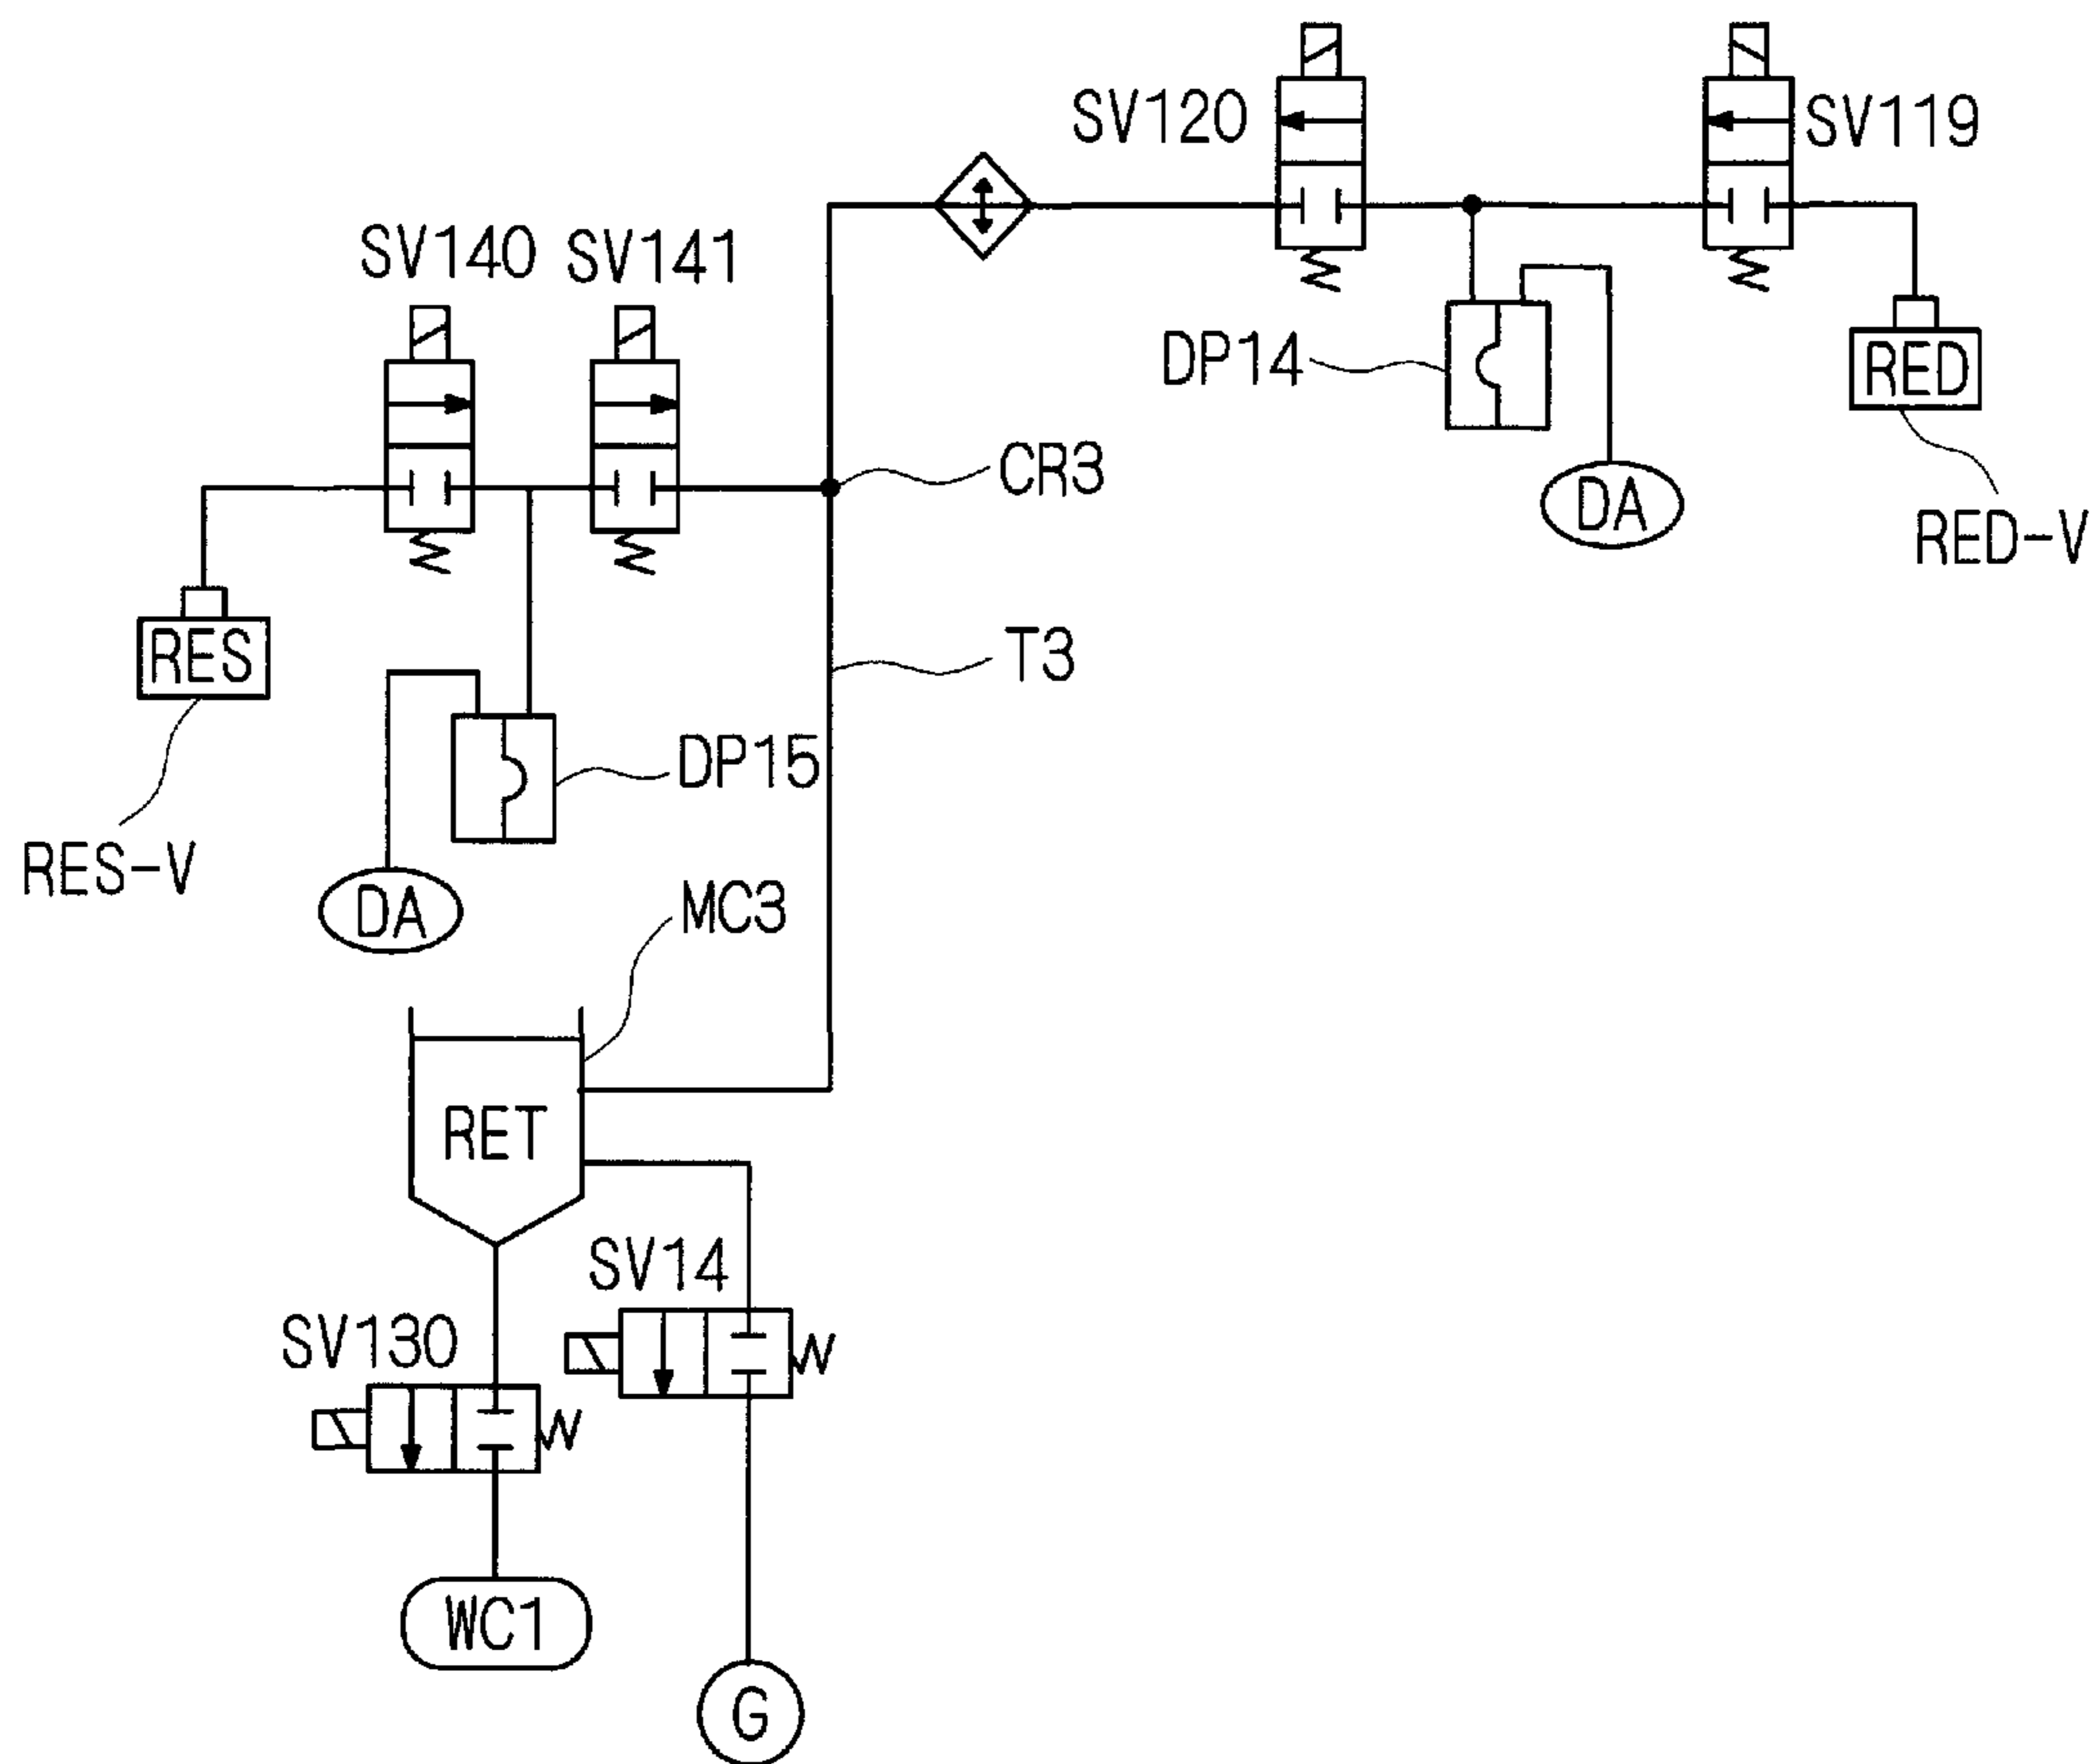 SV120
SV119
SV140
SV141
DP14
RED
CR3
DA
RED-V
RES
T3
DP15
RES-V
DA
MC3
RET
SV14
SV130
WC1
G